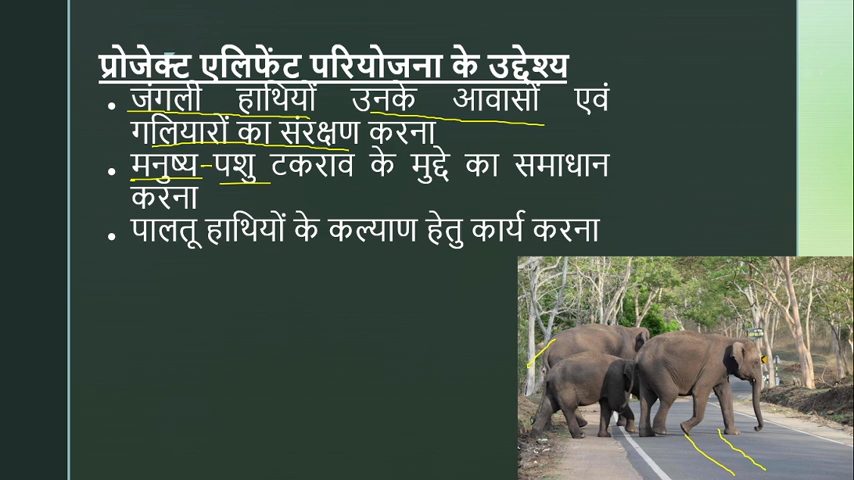 प्रोजेक्ट एलिफेंट परियोजना के उद्देश्य
• जंगली हाथियों उनके आवासों एवं
गलियारों का संरक्षण करना
• मनुष्य-पशु टकराव के मुद्दे का समाधान
करना
• पालतू हाथियों के कल्याण हेतु कार्य करना